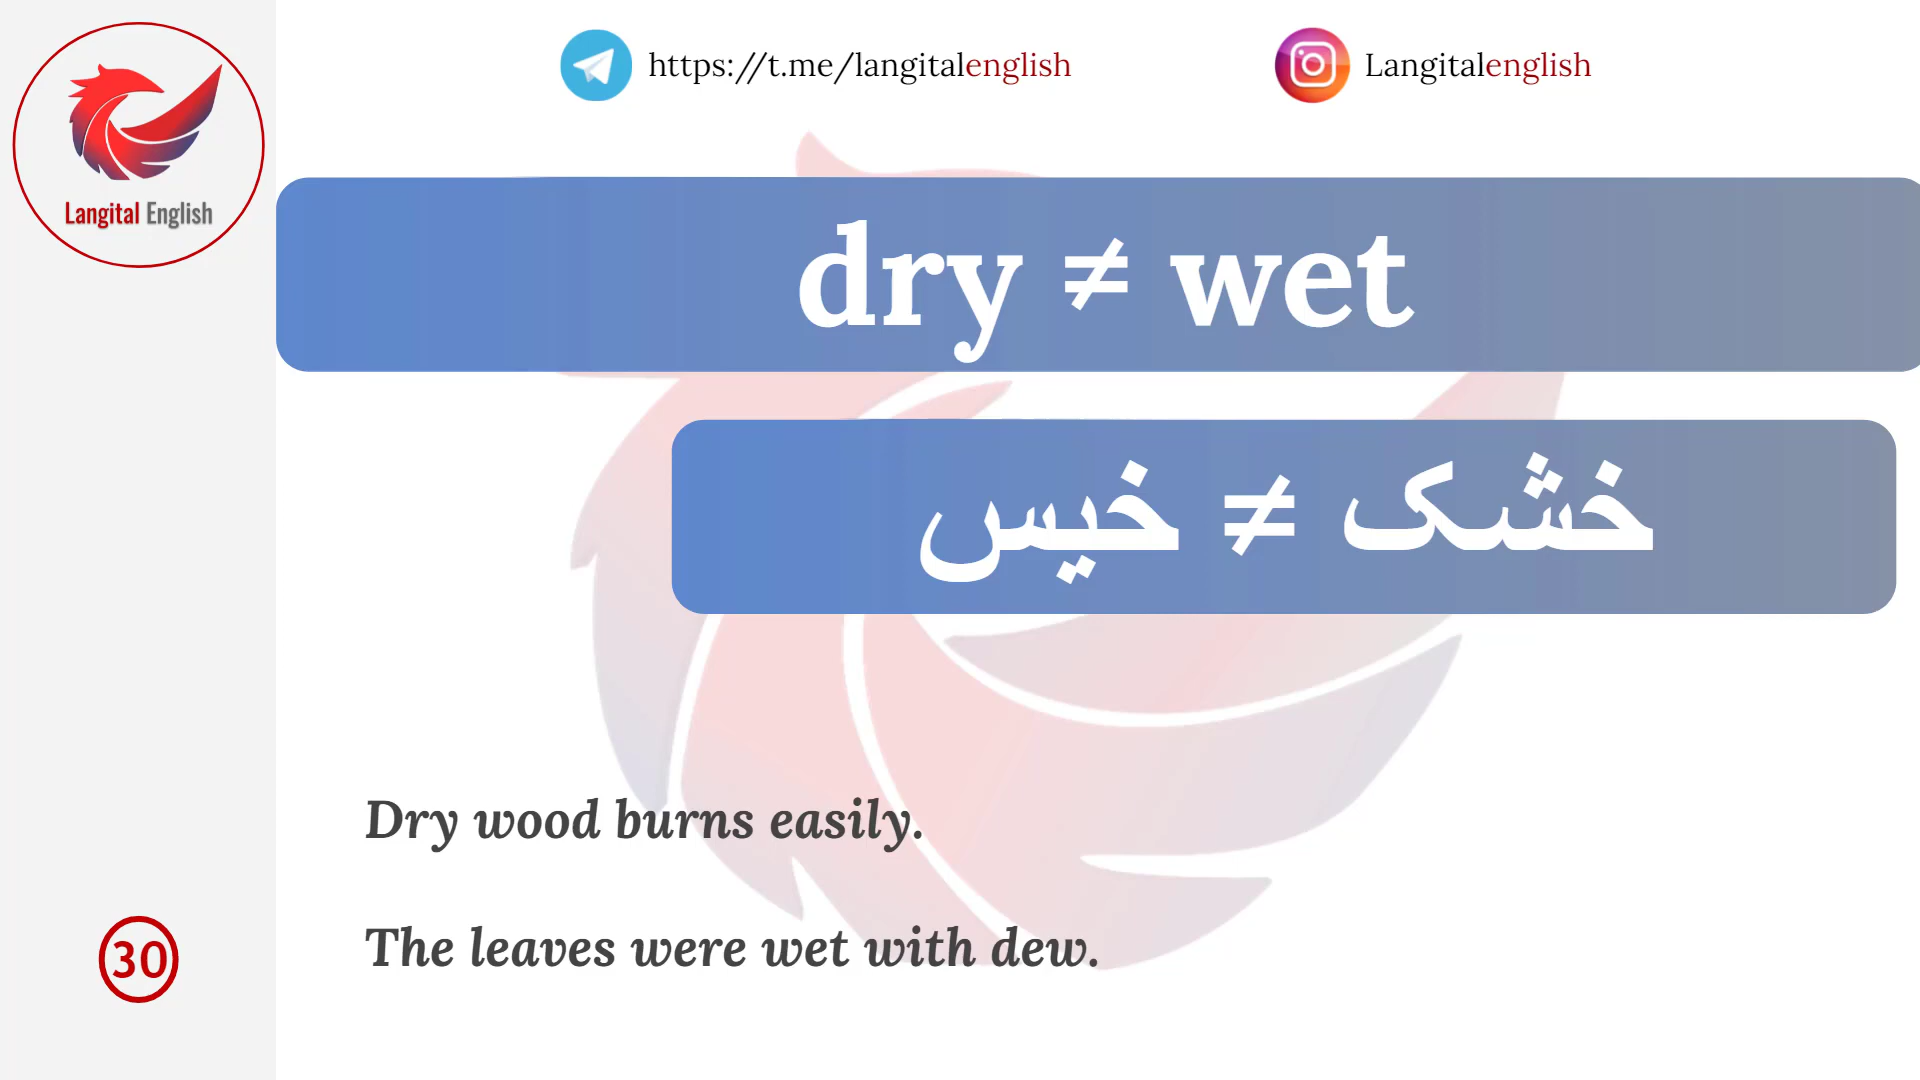 Langital English
https://t.me/langitalenglish
Langitalenglish
dry ≠ wet
خشک ≠ خیس
Dry wood burns easily.
The leaves were wet with dew.
30